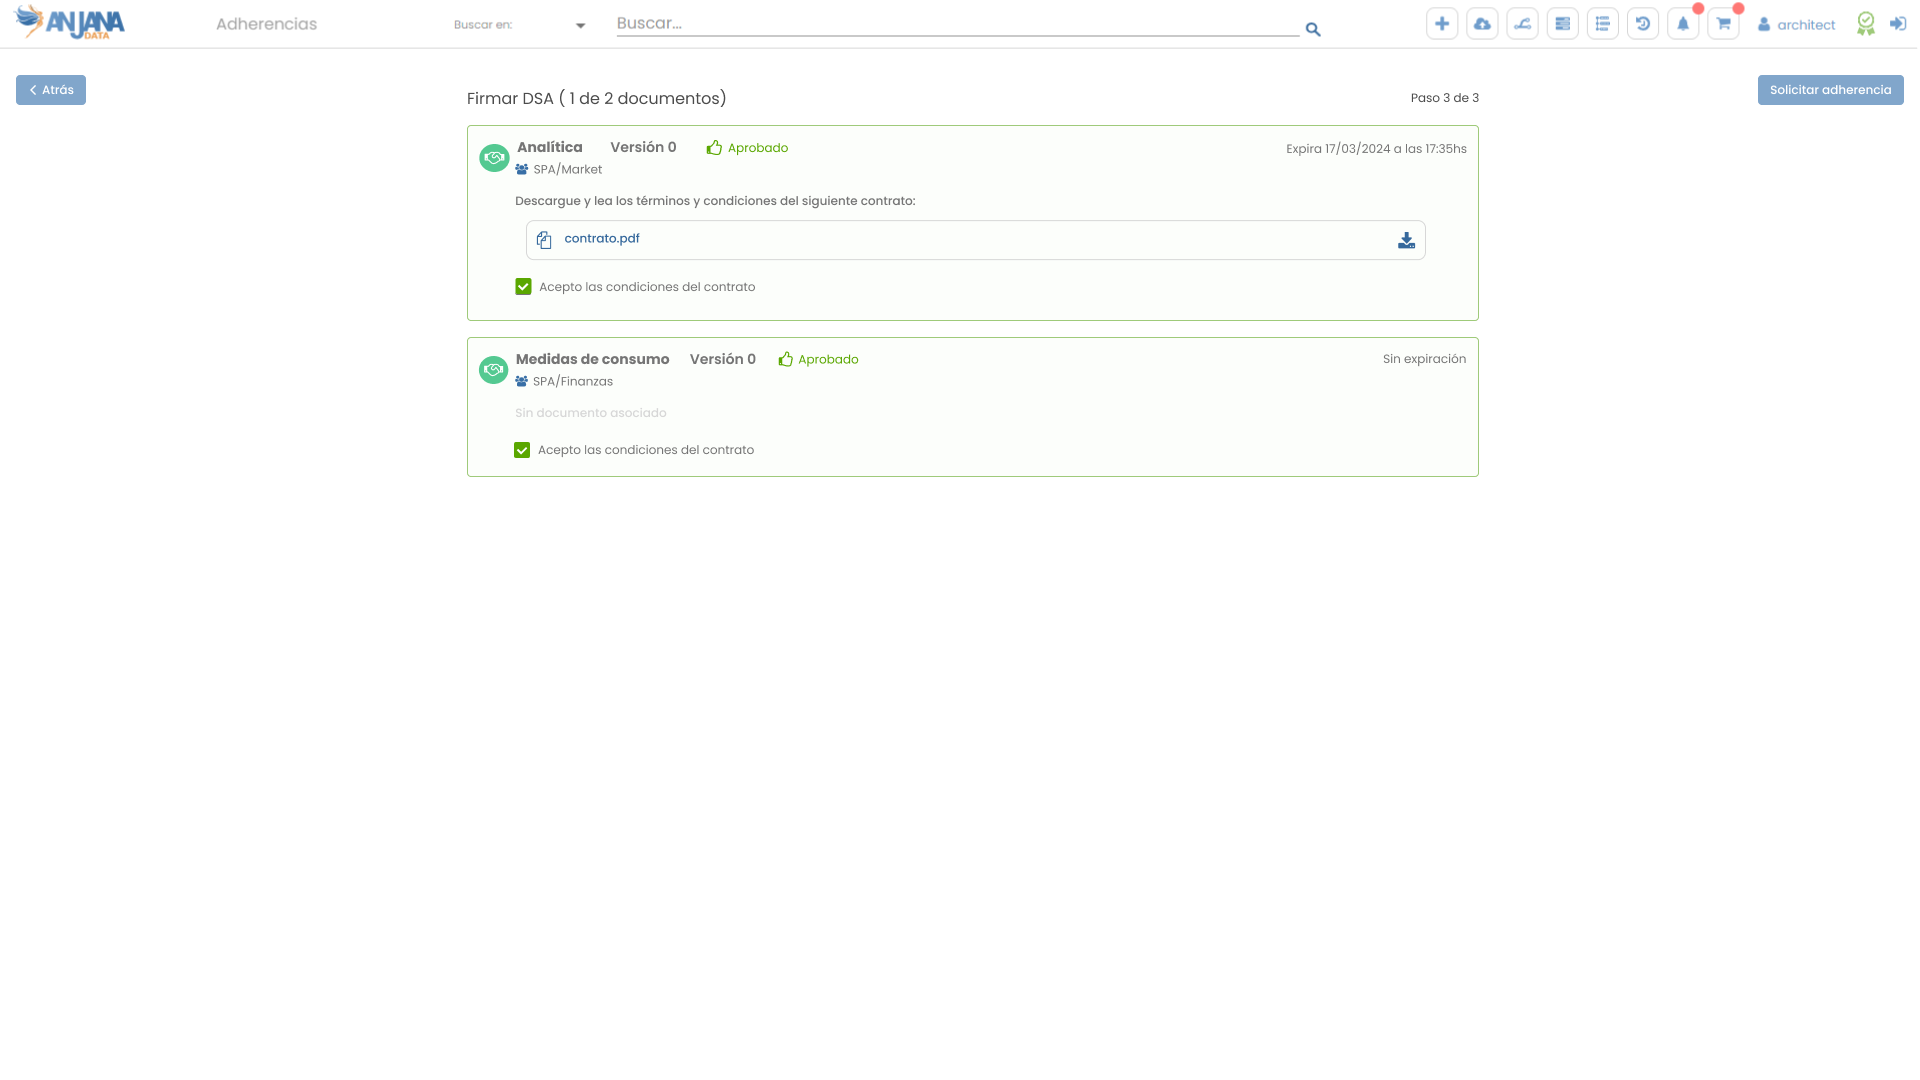 ANJANA
DATA
Adherencias
Buscar en:
Buscar...
architect
Atrás
Solicitar adherencia
Firmar DSA ( 1 de 2 documentos)
Paso 3 de 3
Analítica Versión 0 Aprobado Expira 17/03/2024 a las 17:35hs
SPA/Market
Descargue y lea los términos y condiciones del siguiente contrato:
contrato.pdf
Acepto las condiciones del contrato
Medidas de consumo Versión 0 Aprobado Sin expiración
SPA/Finanzas
Sin documento asociado
Acepto las condiciones del contrato